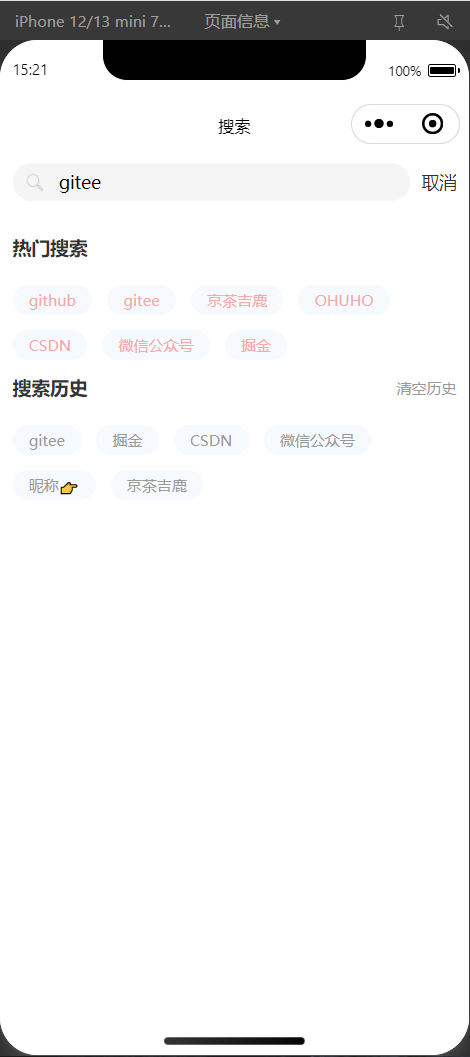 iPhone 12/13 mini 7... 页面信息
15:21 100%
搜索
gitee 取消
热门搜索
github gitee 京茶吉鹿 OHUHO
CSDN 微信公众号 掘金
搜索历史 清空历史
gitee 掘金 CSDN 微信公众号
昵称👉 京茶吉鹿